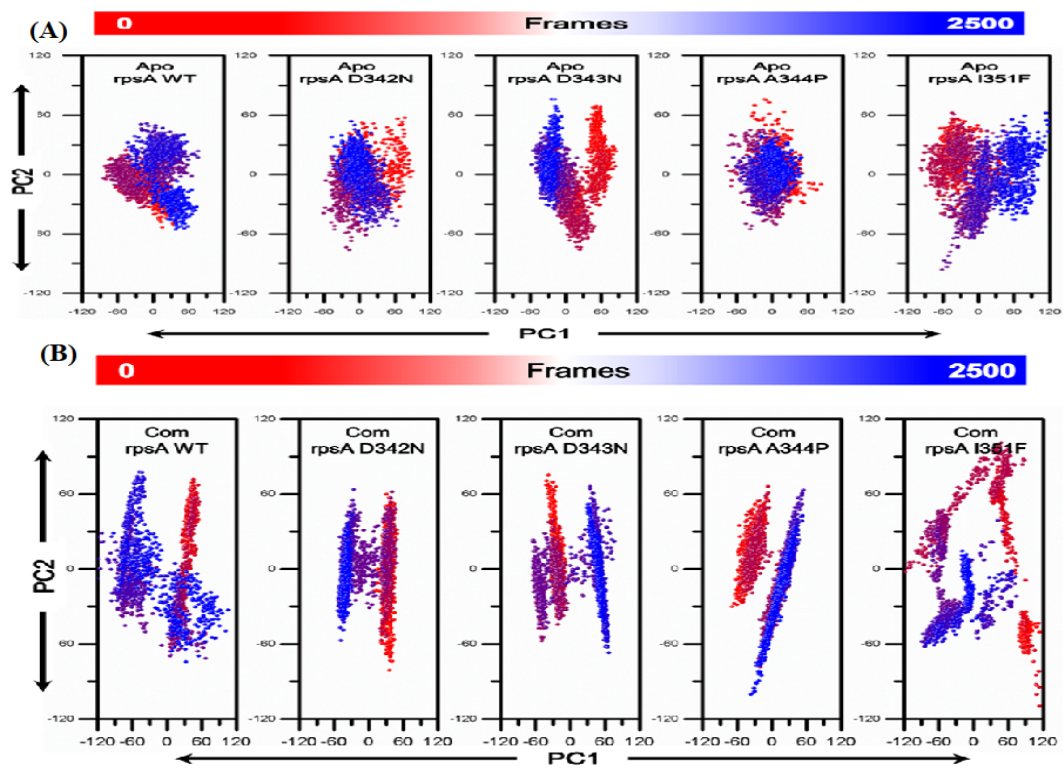 (A)
0 Frames 2500
120 120 120 120 120
Apo Apo Apo Apo Apo
rpsA WT rpsA D342N rpsA D343N rpsA A344P rpsA I351F
60 60 60 60 60
PC2
0 0 0 0 0
-60 -60 -60 -60 -60
-120 -120 -120 -120 -120
-120 -60 0 60 120 -120 -60 0 60 120 -120 -60 0 60 120 -120 -60 0 60 120 -120 -60 0 60 120
PC1
(B)
0 Frames 2500
120 120 120 120 120
Com Com Com Com Com
rpsA WT rpsA D342N rpsA D343N rpsA A344P rpsA I351F
60 60 60 60 60
PC2
0 0 0 0 0
-60 -60 -60 -60 -60
-120 -120 -120 -120 -120
-120 -60 0 60 120 -120 -60 0 60 120 -120 -60 0 60 120 -120 -60 0 60 120 -120 -60 0 60 120
PC1